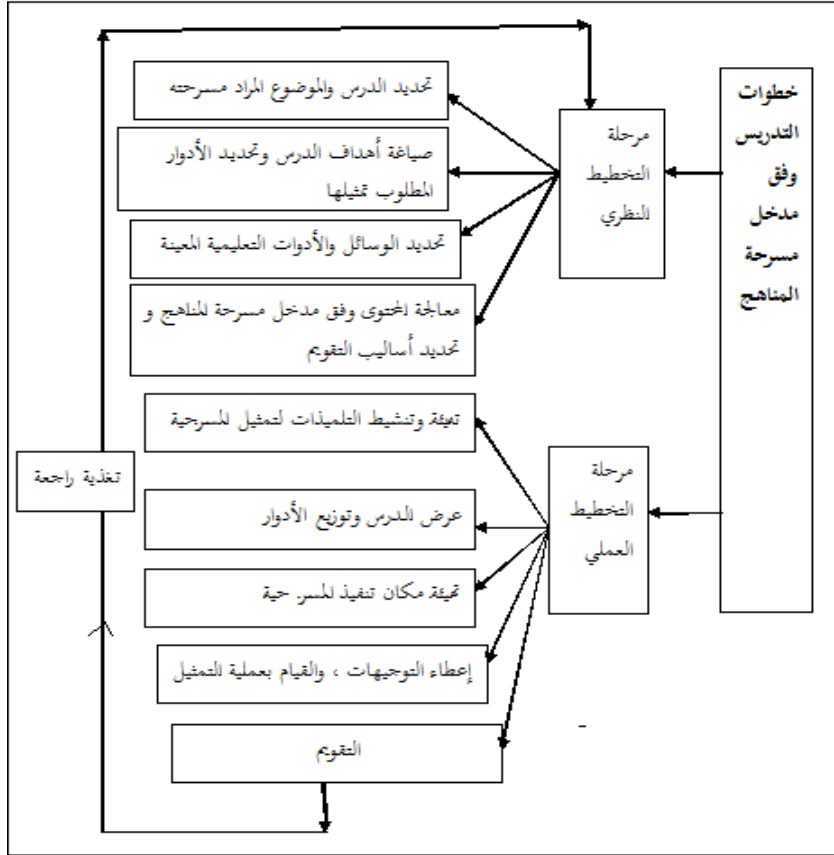 خطوات
التدريس
وفق
مدخل
مسرحة
المناهج
مرحلة
التخطيط
النظري
تحديد الدرس والموضوع المراد مسرحته
صياغة أهداف الدرس وتحديد الأدوار
المطلوب تمثيلها
تحديد الوسائل والأدوات التعليمية المعينة
معالجة المحتوى وفق مدخل مسرحة المناهج و
تحديد أساليب التقويم
مرحلة
التخطيط
العملي
تهيئة وتنشيط التلميذات لتمثيل المسرحية
عرض الدرس وتوزيع الأدوار
تهيئة مكان تنفيذ المسر حية
إعطاء التوجيهات ، والقيام بعملية التمثيل
التقويم
تغذية راجعة